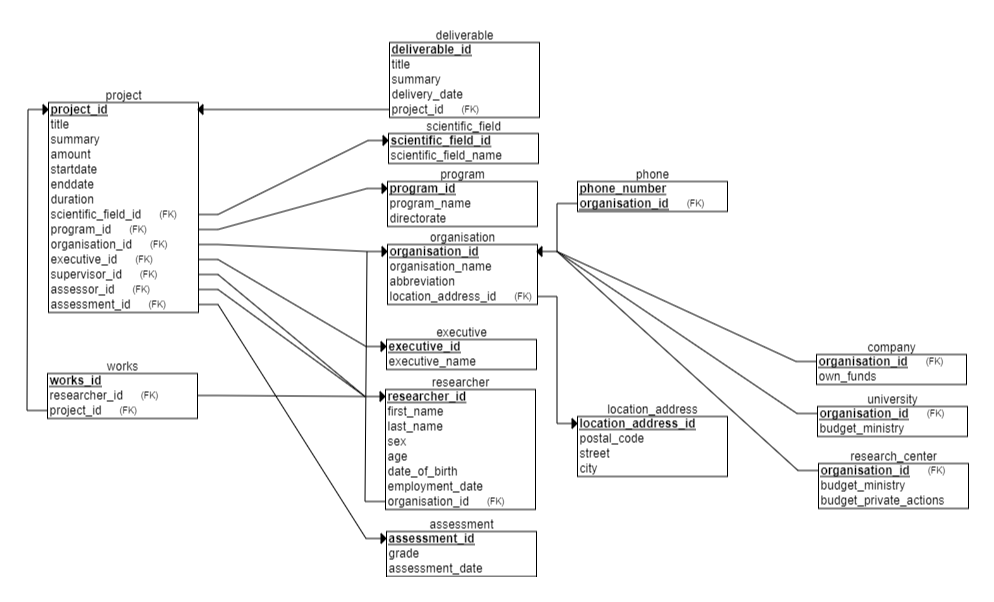 project
project_id
title
summary
amount
startdate
enddate
duration
scientific_field_id (FK)
program_id (FK)
organisation_id (FK)
executive_id (FK)
supervisor_id (FK)
assessor_id (FK)
assessment_id (FK)
works
works_id
researcher_id (FK)
project_id (FK)
deliverable
deliverable_id
title
summary
delivery_date
project_id (FK)
scientific_field
scientific_field_id
scientific_field_name
program
program_id
program_name
directorate
organisation
organisation_id
organisation_name
abbreviation
location_address_id (FK)
executive
executive_id
executive_name
researcher
researcher_id
first_name
last_name
sex
age
date_of_birth
employment_date
organisation_id (FK)
assessment
assessment_id
grade
assessment_date
phone
phone_number
organisation_id (FK)
location_address
location_address_id
postal_code
street
city
company
organisation_id (FK)
own_funds
university
organisation_id (FK)
budget_ministry
research_center
organisation_id (FK)
budget_ministry
budget_private_actions